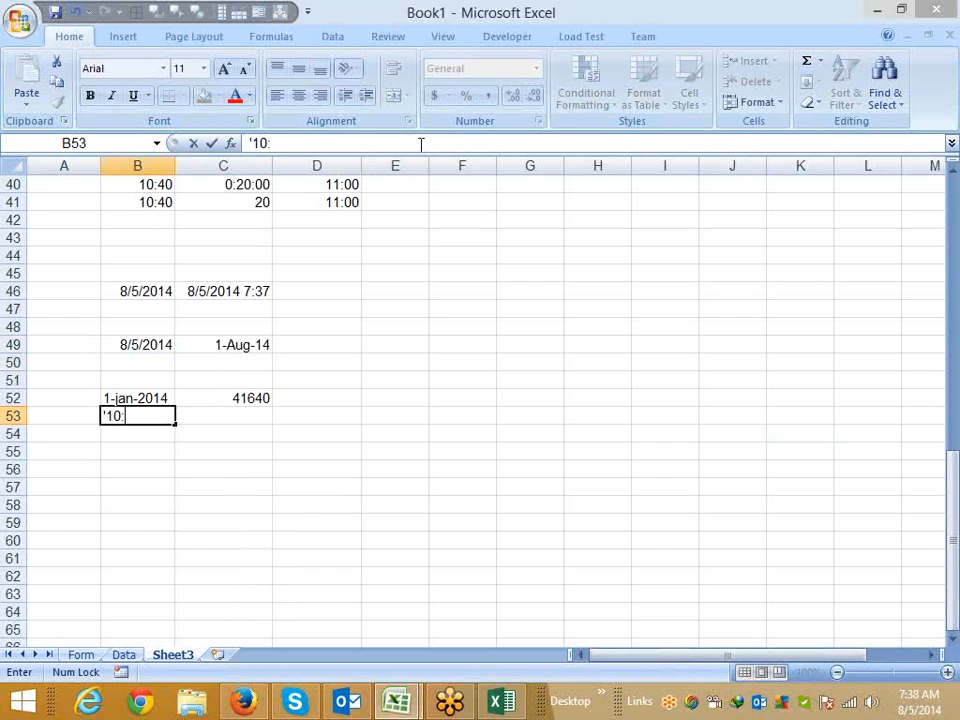 Book1 - Microsoft Excel
Home Insert Page Layout Formulas Data Review View Developer Load Test Team
Paste
Arial 11
B I U A
General
$ % ,
Conditional Formatting
Format as Table
Cell Styles
Insert
Delete
Format
Σ
Sort & Filter
Find & Select
Clipboard Font Alignment Number Styles Cells Editing
B53 fx '10:
A B C D E F G H I J K L M
40 10:40 0:20:00 11:00
41 10:40 20 11:00
42
43
44
45
46 8/5/2014 8/5/2014 7:37
47
48
49 8/5/2014 1-Aug-14
50
51
52 1-jan-2014 41640
53 '10:
54
55
56
57
58
59
60
61
62
63
64
65
66
Form Data Sheet3
Enter Num Lock 100%
Desktop » Links 7:38 AM
8/5/2014